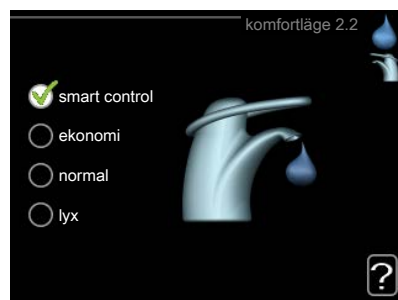 komfortläge 2.2
smart control
ekonomi
normal
lyx
?